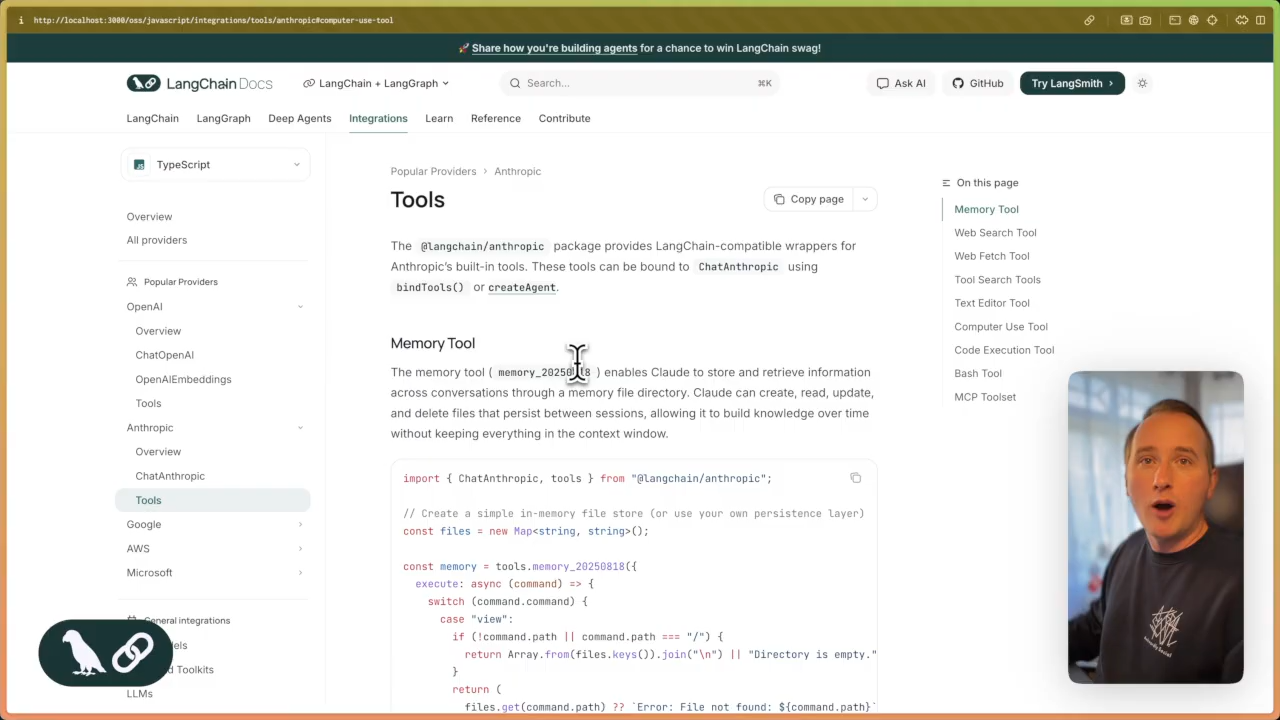 http://localhost:3000/oss/javascript/integrations/tools/anthropic#computer-use-tool
🚀 Share how you're building agents for a chance to win LangChain swag!
LangChain Docs
LangChain + LangGraph
Search...
⌘K
Ask AI
GitHub
Try LangSmith
LangChain
LangGraph
Deep Agents
Integrations
Learn
Reference
Contribute
TypeScript
Overview
All providers
Popular Providers
OpenAI
Overview
ChatOpenAI
OpenAIEmbeddings
Tools
Anthropic
Overview
ChatAnthropic
Tools
Google
AWS
Microsoft
General integrations
LLMs
Popular Providers > Anthropic
Tools
Copy page
The @langchain/anthropic package provides LangChain-compatible wrappers for
Anthropic's built-in tools. These tools can be bound to ChatAnthropic using
bindTools() or createAgent.
Memory Tool
The memory tool ( memory_20250818 ) enables Claude to store and retrieve information
across conversations through a memory file directory. Claude can create, read, update,
and delete files that persist between sessions, allowing it to build knowledge over time
without keeping everything in the context window.
import { ChatAnthropic, tools } from "@langchain/anthropic";
// Create a simple in-memory file store (or use your own persistence layer)
const files = new Map<string, string>();
const memory = tools.memory_20250818({
execute: async (command) => {
switch (command.command) {
case "view":
if (!command.path || command.path === "/") {
return Array.from(files.keys()).join("\n") || "Directory is empty."
}
return (
files.get(command.path) ?? `Error: File not found: ${command.path}`
On this page
Memory Tool
Web Search Tool
Web Fetch Tool
Tool Search Tools
Text Editor Tool
Computer Use Tool
Code Execution Tool
Bash Tool
MCP Toolset